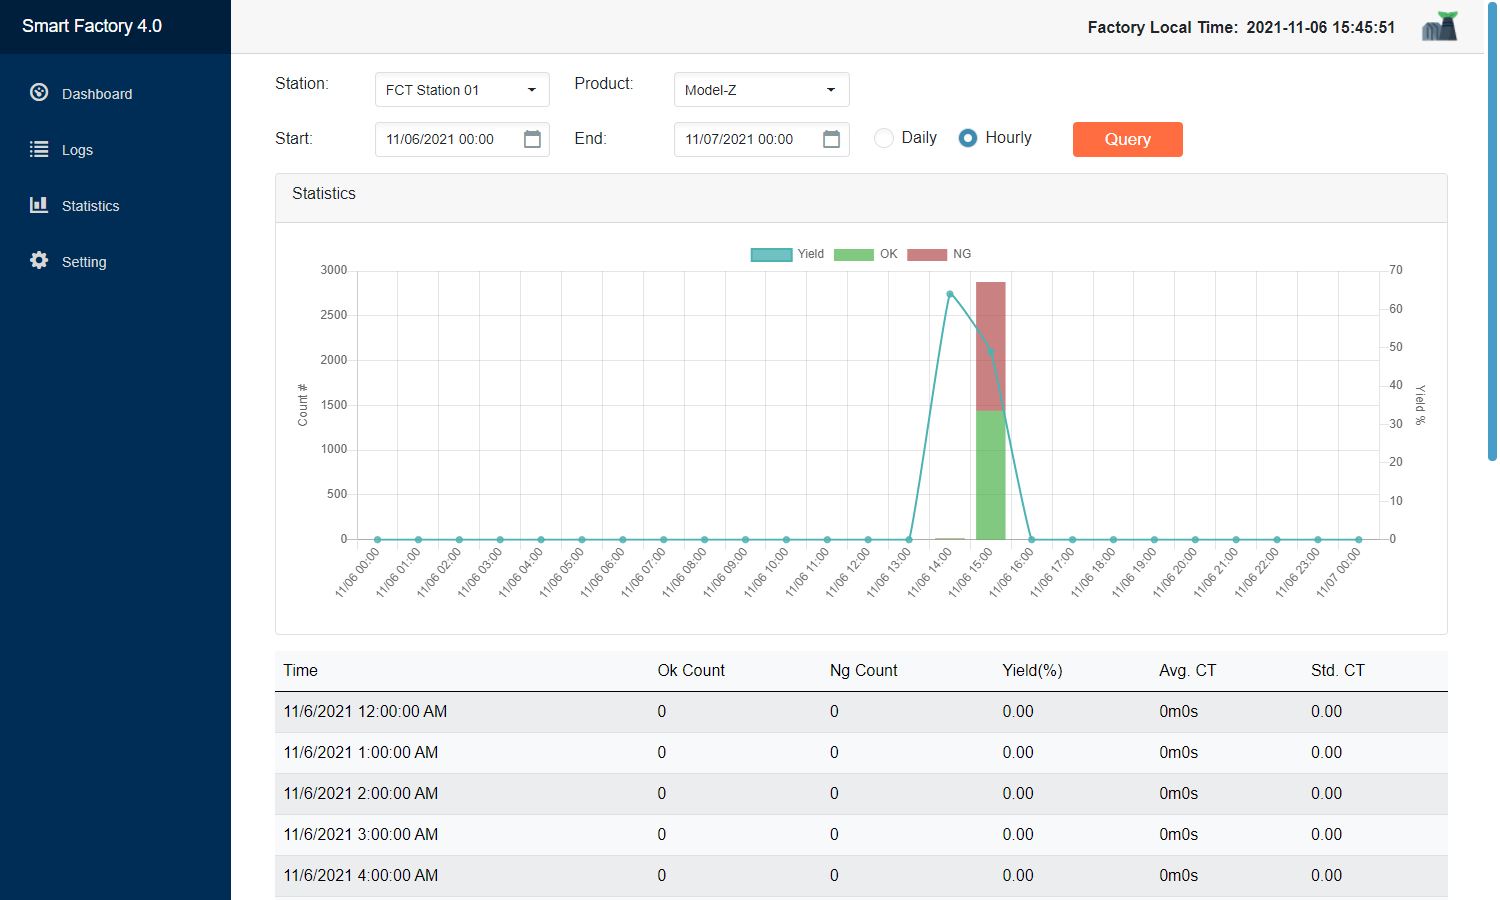 Smart Factory 4.0
Factory Local Time: 2021-11-06 15:45:51
Dashboard
Logs
Statistics
Setting
Station: FCT Station 01 Product: Model-Z
Start: 11/06/2021 00:00 End: 11/07/2021 00:00 Daily Hourly Query
Statistics
Yield OK NG
3000
2500
2000
1500
1000
500
0
Count #
70
60
50
40
30
20
10
0
Yield %
11/06 00:00
11/06 01:00
11/06 02:00
11/06 03:00
11/06 04:00
11/06 05:00
11/06 06:00
11/06 07:00
11/06 08:00
11/06 09:00
11/06 10:00
11/06 11:00
11/06 12:00
11/06 13:00
11/06 14:00
11/06 15:00
11/06 16:00
11/06 17:00
11/06 18:00
11/06 19:00
11/06 20:00
11/06 21:00
11/06 22:00
11/06 23:00
11/07 00:00
Time Ok Count Ng Count Yield(%) Avg. CT Std. CT
11/6/2021 12:00:00 AM 0 0 0.00 0m0s 0.00
11/6/2021 1:00:00 AM 0 0 0.00 0m0s 0.00
11/6/2021 2:00:00 AM 0 0 0.00 0m0s 0.00
11/6/2021 3:00:00 AM 0 0 0.00 0m0s 0.00
11/6/2021 4:00:00 AM 0 0 0.00 0m0s 0.00